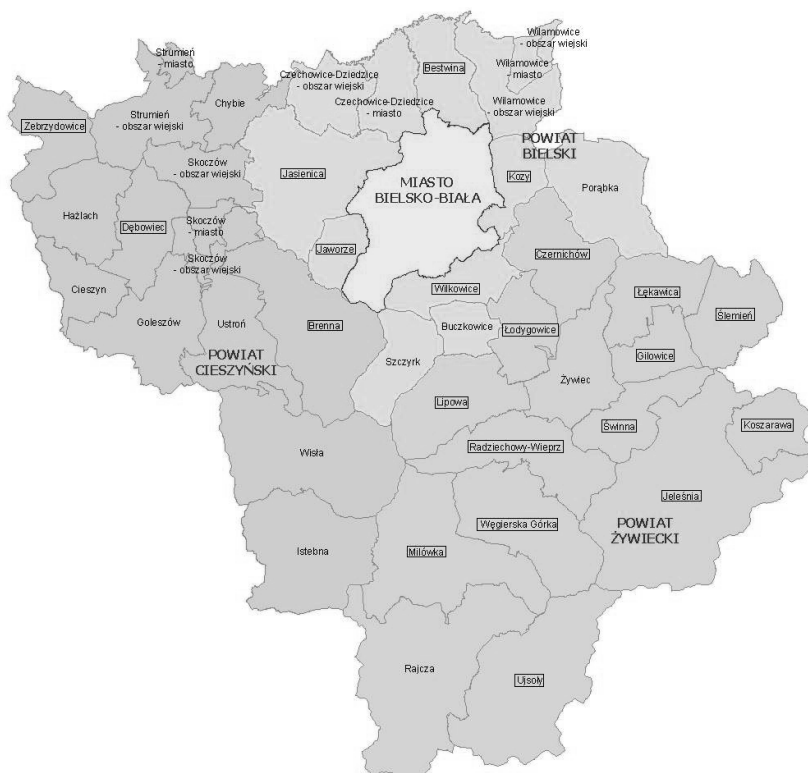 Strumień
- miasto
Wilamowice
- obszar wiejski
Bestwina
Wilamowice
- miasto
Czechowice-Dziedzice
- obszar wiejski
Czechowice-Dziedzice
- miasto
Wilamowice
- obszar wiejski
Chybie
Strumień
- obszar wiejski
Zebrzydowice
POWIAT
BIELSKI
Skoczów
- obszar wiejski
Jasienica
Kozy
MIASTO
BIELSKO-BIAŁA
Porąbka
Hażlach
Dębowiec
Skoczów
- miasto
Jaworze
Czernichów
Skoczów
- obszar wiejski
Cieszyn
Wilkowice
Łękawica
Goleszów
Ustroń
Brenna
Buczkowice
Łodygowice
Ślemień
POWIAT
CIESZYŃSKI
Szczyrk
Gilowice
Żywiec
Lipowa
Świnna
Koszarawa
Wisła
Radziechowy-Wieprz
Jeleśnia
Węgierska Górka
POWIAT
ŻYWIECKI
Istebna
Milówka
Rajcza
Ujsoły